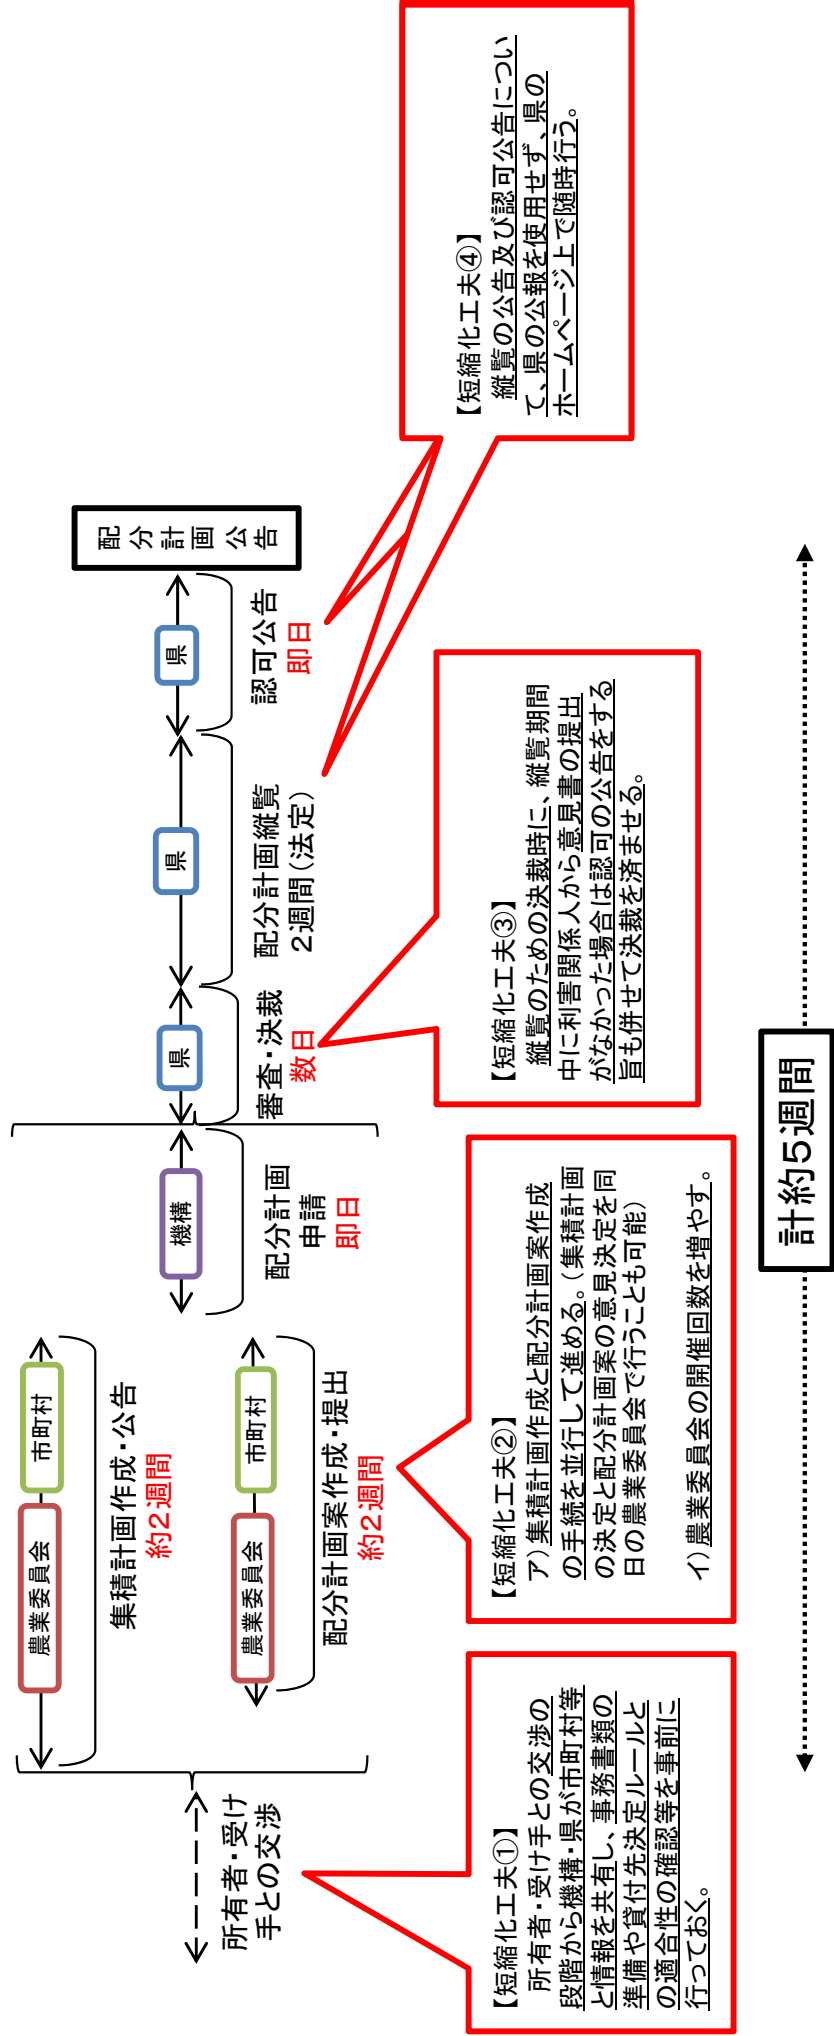 所有者・受け
手との交渉
農業委員会
市町村
集積計画作成・公告
約２週間
農業委員会
市町村
配分計画案作成・提出
約２週間
機構
配分計画
申請
即日
県
審査・決裁
数日
県
配分計画縦覧
２週間（法定）
県
認可公告
即日
配分計画公告
【短縮化工夫①】
所有者・受け手との交渉の
段階から機構・県が市町村等
と情報を共有し、事務書類の
準備や貸付先決定ルールと
の適合性の確認等を事前に
行っておく。
【短縮化工夫②】
ア）集積計画作成と配分計画案作成
の手続を並行して進める。（集積計画
の決定と配分計画案の意見決定を同
日の農業委員会で行うことも可能）
イ）農業委員会の開催回数を増やす。
【短縮化工夫③】
縦覧のための決裁時に、縦覧期間
中に利害関係人から意見書の提出
がなかった場合は認可の公告をする
旨も併せて決裁を済ませる。
【短縮化工夫④】
縦覧の公告及び認可公告につい
て、県の公報を使用せず、県の
ホームページ上で随時行う。
計約５週間